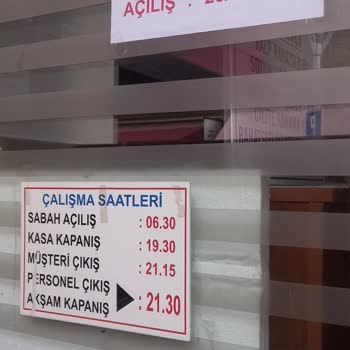 AÇILIŞ :
ÇALIŞMA SAATLERİ
SABAH AÇILIŞ : 06.30
KASA KAPANIŞ : 19.30
MÜŞTERİ ÇIKIŞ : 21.15
PERSONEL ÇIKIŞ
AKŞAM KAPANIŞ : 21.30